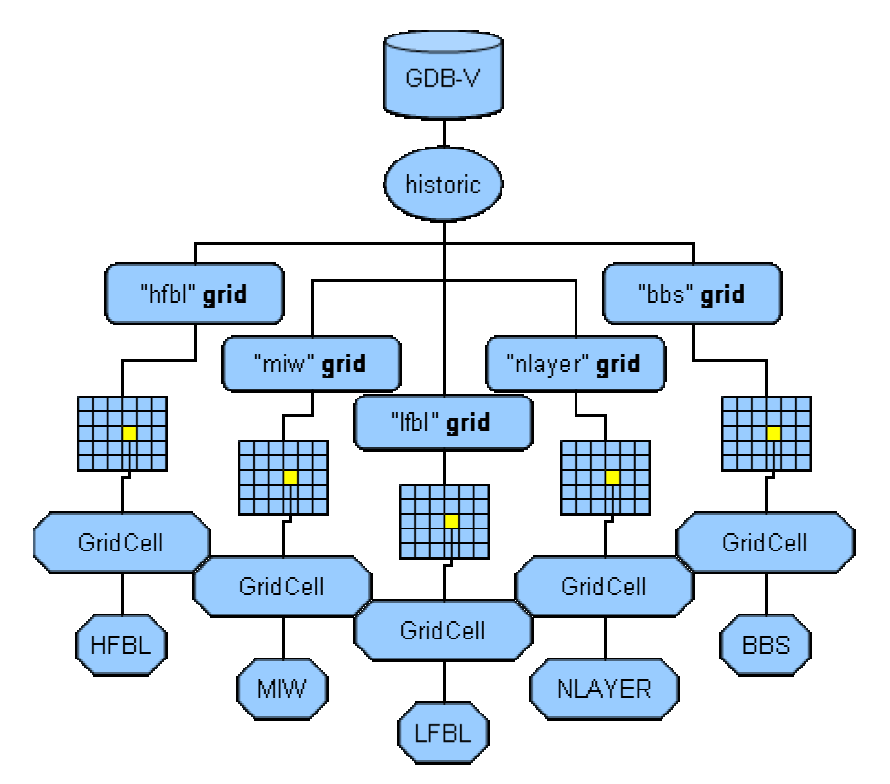 GDB-V
historic
"hfbl" grid
"bbs" grid
"miw" grid
"nlayer" grid
"lfbl" grid
GridCell
GridCell
GridCell
GridCell
GridCell
HFBL
BBS
MIW
NLAYER
LFBL